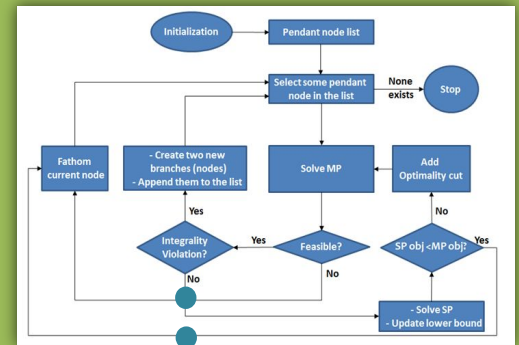 Initialization
Pendant node list
Select some pendant
node in the list
None
exists
Stop
Fathom
current node
- Create two new
branches (nodes)
- Append them to the list
Solve MP
Add
Optimality cut
Yes
No
Integrality
Violation?
Yes
Feasible?
SP obj <MP obj?
Yes
No
No
- Solve SP
- Update lower bound